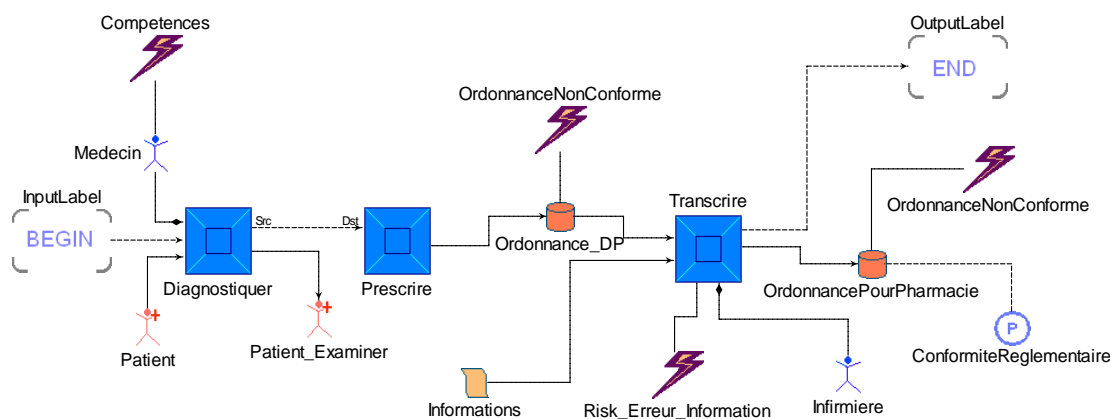 Competences
OutputLabel
END
OrdonnanceNonConforme
Medecin
OrdonnanceNonConforme
InputLabel
Transcrire
BEGIN
Src
Dst
Ordonnance_DP
Diagnostiquer
Prescrire
OrdonnancePourPharmacie
P
Patient
Patient_Examiner
ConformiteReglementaire
Informations
Risk_Erreur_Information
Infirmiere